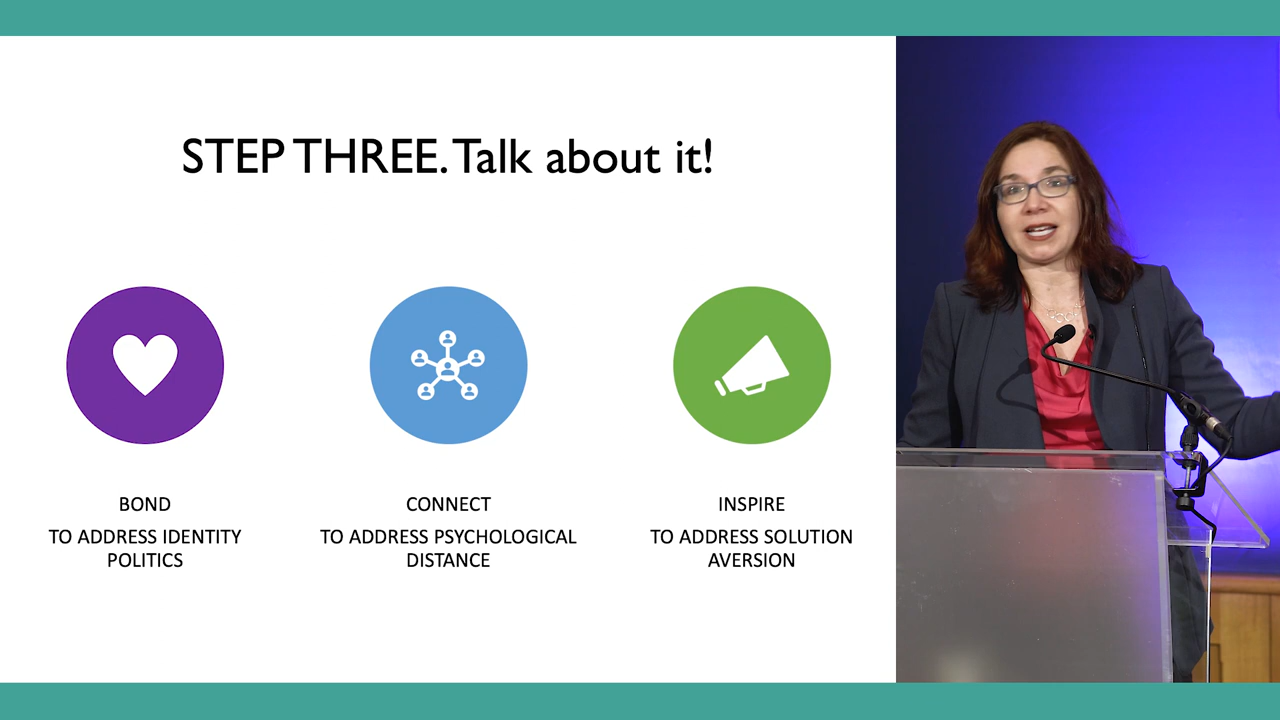 STEP THREE. Talk about it!
BOND
TO ADDRESS IDENTITY
POLITICS
CONNECT
TO ADDRESS PSYCHOLOGICAL
DISTANCE
INSPIRE
TO ADDRESS SOLUTION
AVERSION